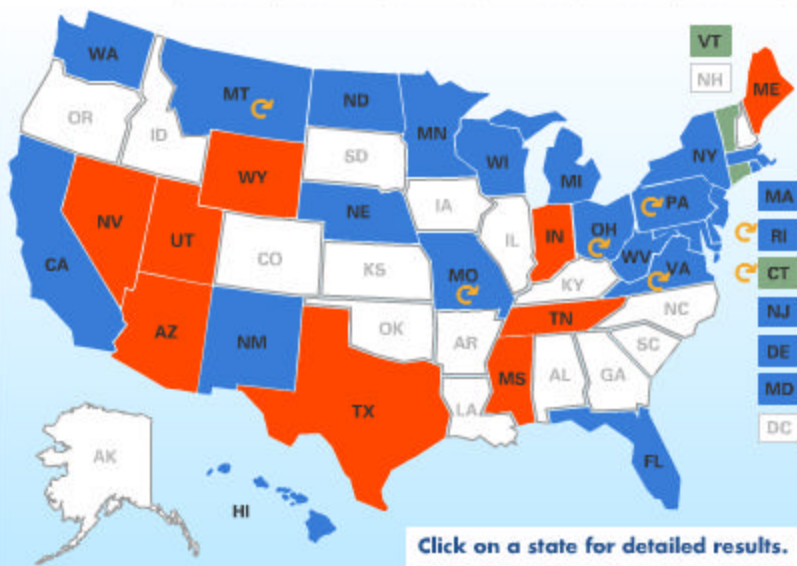 VT
WA
NH
ME
MT
ND
OR
MN
ID
NY
SD
WI
WY
MI
MA
PA
NE
IA
NV
OH
RI
UT
IL
IN
WV
CA
CO
VA
CT
KS
MO
KY
NJ
NC
TN
AZ
NM
OK
AR
SC
DE
MS
AL
GA
MD
TX
LA
DC
AK
FL
HI
Click on a state for detailed results.